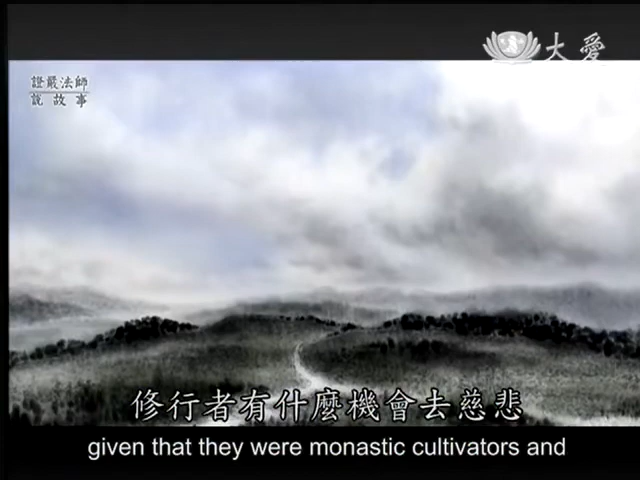 大愛
證嚴法師
說故事
修行者有什麼機會去慈悲
given that they were monastic cultivators and